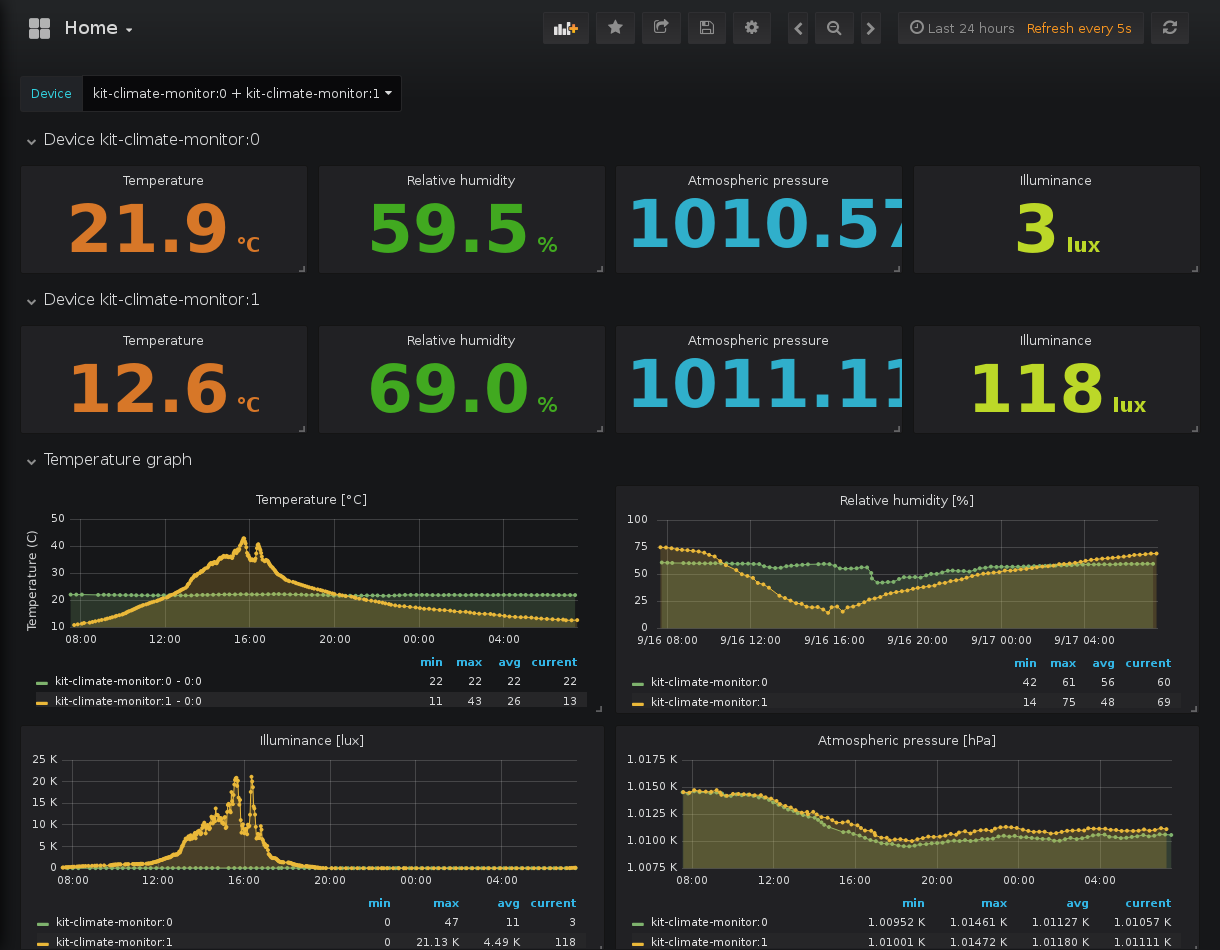 Home
Last 24 hours Refresh every 5s
Device kit-climate-monitor:0 + kit-climate-monitor:1
Device kit-climate-monitor:0
Temperature Relative humidity Atmospheric pressure Illuminance
21.9 °C 59.5 % 1010.57 3 lux
Device kit-climate-monitor:1
Temperature Relative humidity Atmospheric pressure Illuminance
12.6 °C 69.0 % 1011.11 118 lux
Temperature graph
Temperature [°C]
Temperature (C)
50
40
30
20
10
08:00 12:00 16:00 20:00 00:00 04:00
min max avg current
kit-climate-monitor:0 - 0:0 22 22 22 22
kit-climate-monitor:1 - 0:0 11 43 26 13
Relative humidity [%]
100
75
50
25
0
9/16 08:00 9/16 12:00 9/16 16:00 9/16 20:00 9/17 00:00 9/17 04:00
min max avg current
kit-climate-monitor:0 42 61 56 60
kit-climate-monitor:1 14 75 48 69
Illuminance [lux]
25 K
20 K
15 K
10 K
5 K
0
08:00 12:00 16:00 20:00 00:00 04:00
min max avg current
kit-climate-monitor:0 0 47 11 3
kit-climate-monitor:1 0 21.13 K 4.49 K 118
Atmospheric pressure [hPa]
1.0175 K
1.0150 K
1.0125 K
1.0100 K
1.0075 K
08:00 12:00 16:00 20:00 00:00 04:00
min max avg current
kit-climate-monitor:0 1.00952 K 1.01461 K 1.01127 K 1.01057 K
kit-climate-monitor:1 1.01001 K 1.01472 K 1.01180 K 1.01111 K